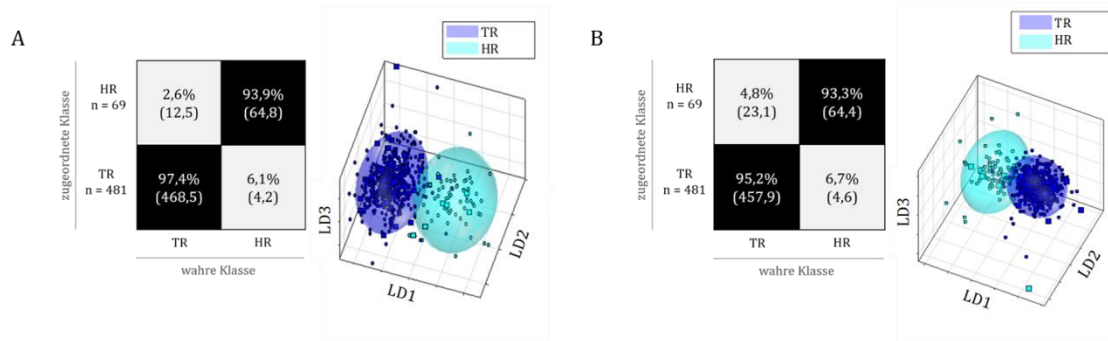 A
zugeordnete Klasse
HR
n = 69
2,6%
(12,5)
93,9%
(64,8)
TR
n = 481
97,4%
(468,5)
6,1%
(4,2)
TR
HR
wahre Klasse
TR
HR
LD3
LD1
LD2
B
zugeordnete Klasse
HR
n = 69
4,8%
(23,1)
93,3%
(64,4)
TR
n = 481
95,2%
(457,9)
6,7%
(4,6)
TR
HR
wahre Klasse
TR
HR
LD3
LD1
LD2